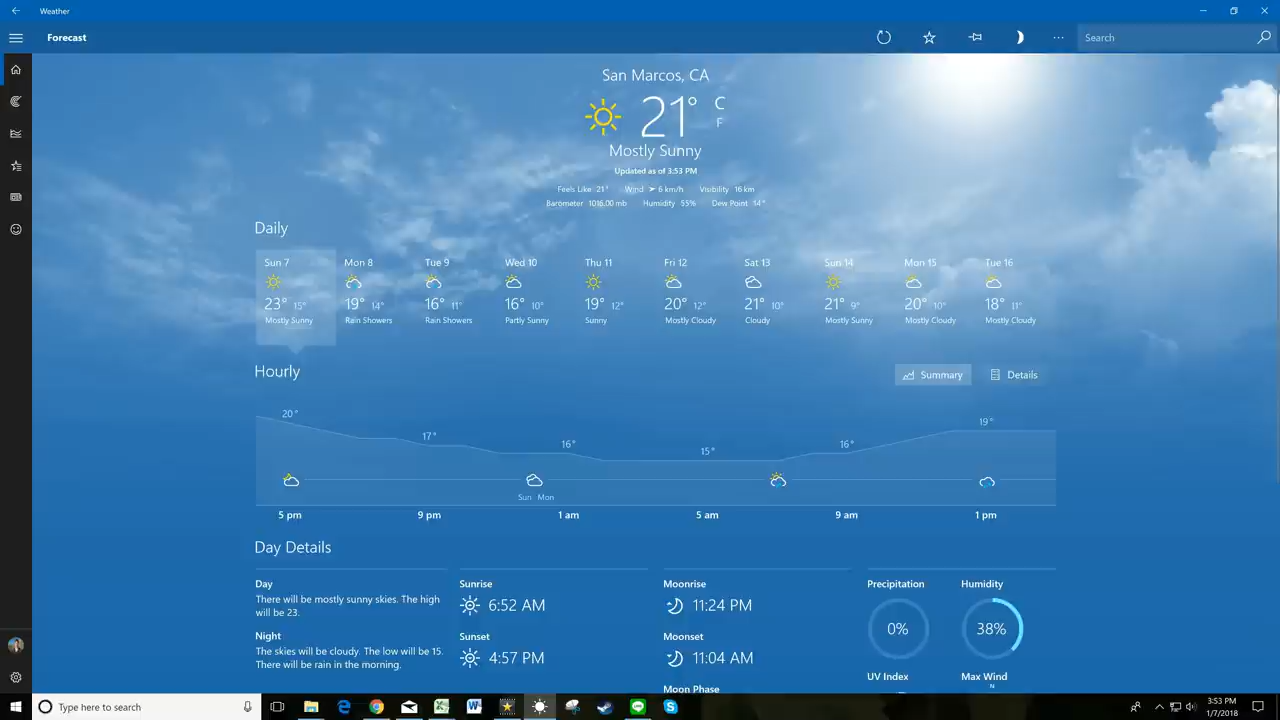 Weather
Forecast
Search
San Marcos, CA
21° C
F
Mostly Sunny
Updated as of 3:53 PM
Feels Like 21° Wind ➤ 6 km/h Visibility 16 km
Barometer 1016.00 mb Humidity 55% Dew Point 14°
Daily
Sun 7 Mon 8 Tue 9 Wed 10 Thu 11 Fri 12 Sat 13 Sun 14 Mon 15 Tue 16
23° 15° 19° 14° 16° 11° 16° 10° 19° 12° 20° 12° 21° 10° 21° 9° 20° 10° 18° 11°
Mostly Sunny Rain Showers Rain Showers Partly Sunny Sunny Mostly Cloudy Cloudy Mostly Sunny Mostly Cloudy Mostly Cloudy
Hourly
Summary Details
20° 17° 16° 15° 16° 19°
Sun Mon
5 pm 9 pm 1 am 5 am 9 am 1 pm
Day Details
Day
There will be mostly sunny skies. The high
will be 23.
Night
The skies will be cloudy. The low will be 15.
There will be rain in the morning.
Sunrise
6:52 AM
Sunset
4:57 PM
Moonrise
11:24 PM
Moonset
11:04 AM
Moon Phase
Precipitation Humidity
0% 38%
UV Index Max Wind
N
Type here to search
3:53 PM
1/7/2018